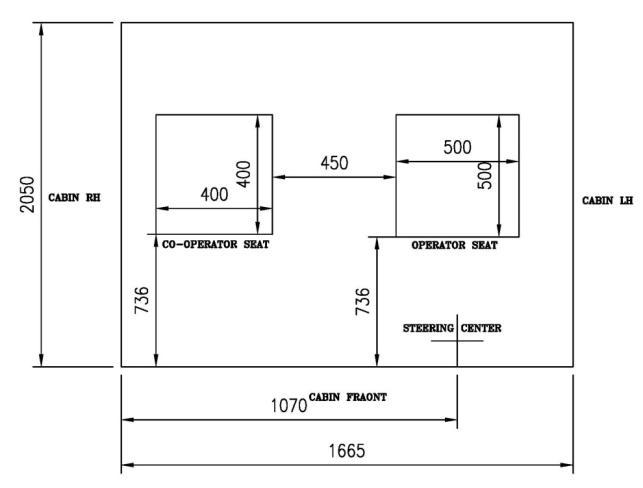 450
500
500
400
400
2050
CABIN RH
CABIN LH
CO-OPERATOR SEAT
OPERATOR SEAT
736
736
STEERING CENTER
CABIN FRAONT
1070
1665